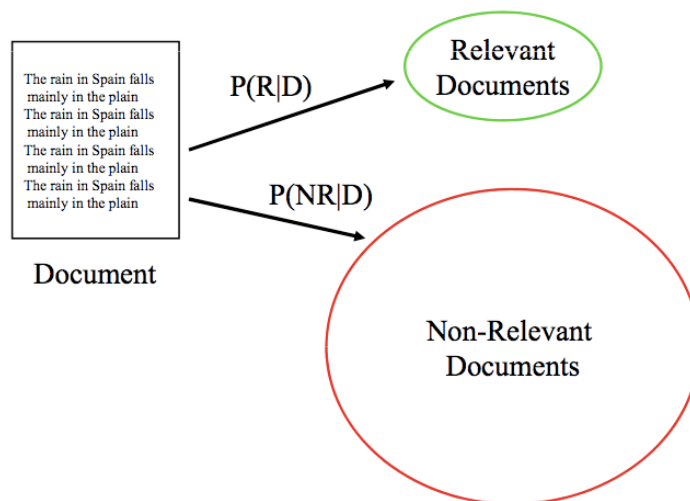 The rain in Spain falls
mainly in the plain
The rain in Spain falls
mainly in the plain
The rain in Spain falls
mainly in the plain
The rain in Spain falls
mainly in the plain
Document
P(R|D)
Relevant
Documents
P(NR|D)
Non-Relevant
Documents